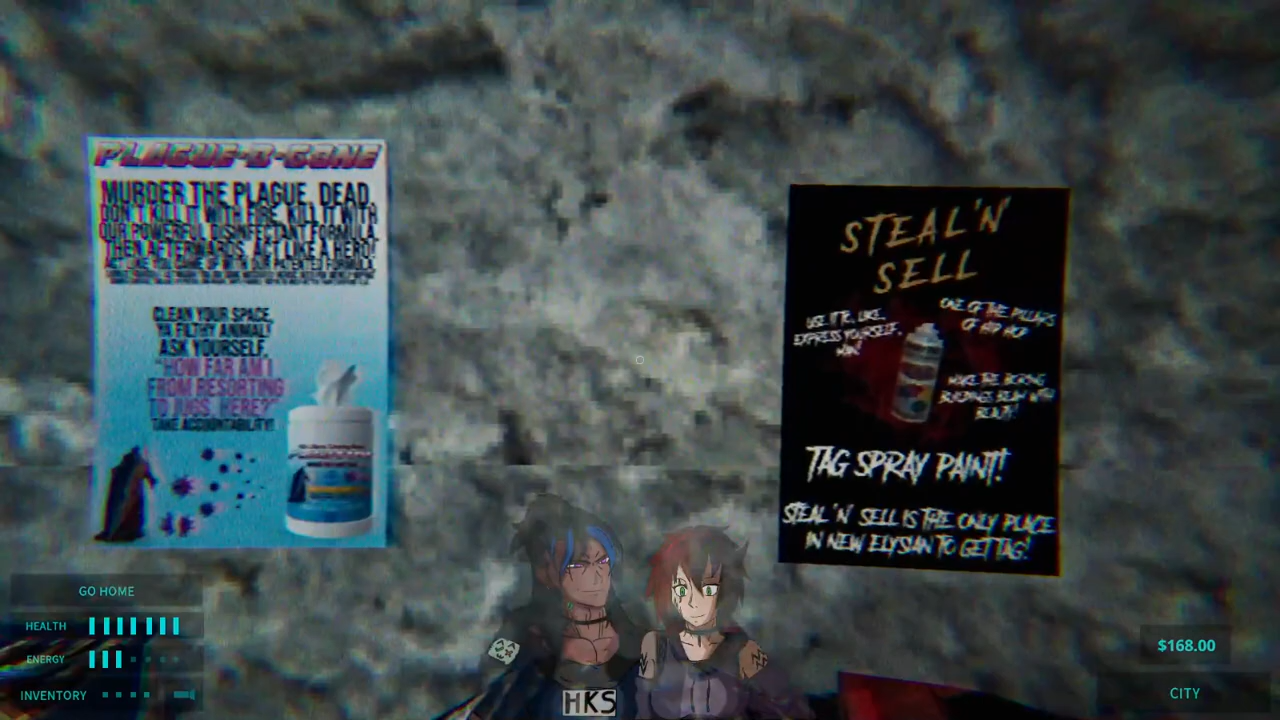 PLAGUE-B-GONE
MURDER THE PLAGUE. DEAD.
DON'T KILL IT WITH FIRE, KILL IT WITH
OUR POWERFUL DISINFECTANT FORMULA.
THEN AFTERWARDS, ACT LIKE A HERO!
CLEAN YOUR SPACE,
YA FILTHY ANIMAL!
ASK YOURSELF,
"HOW FAR AM I
FROM RESORTING
TO JUGS, HERE?"
TAKE ACCOUNTABILITY!
STEAL 'N'
SELL
USE IT TO, LIKE,
EXPRESS YOURSELF,
ONE OF THE PILLARS
OF HIP HOP
MAKE THE BORING
BUILDINGS WITH
BEAUTY!
TAG SPRAY PAINT!
STEAL 'N' SELL IS THE ONLY PLACE
IN NEW ELYSIAN TO GET TAG!
GO HOME
HEALTH
ENERGY
INVENTORY
HKS
$168.00
CITY